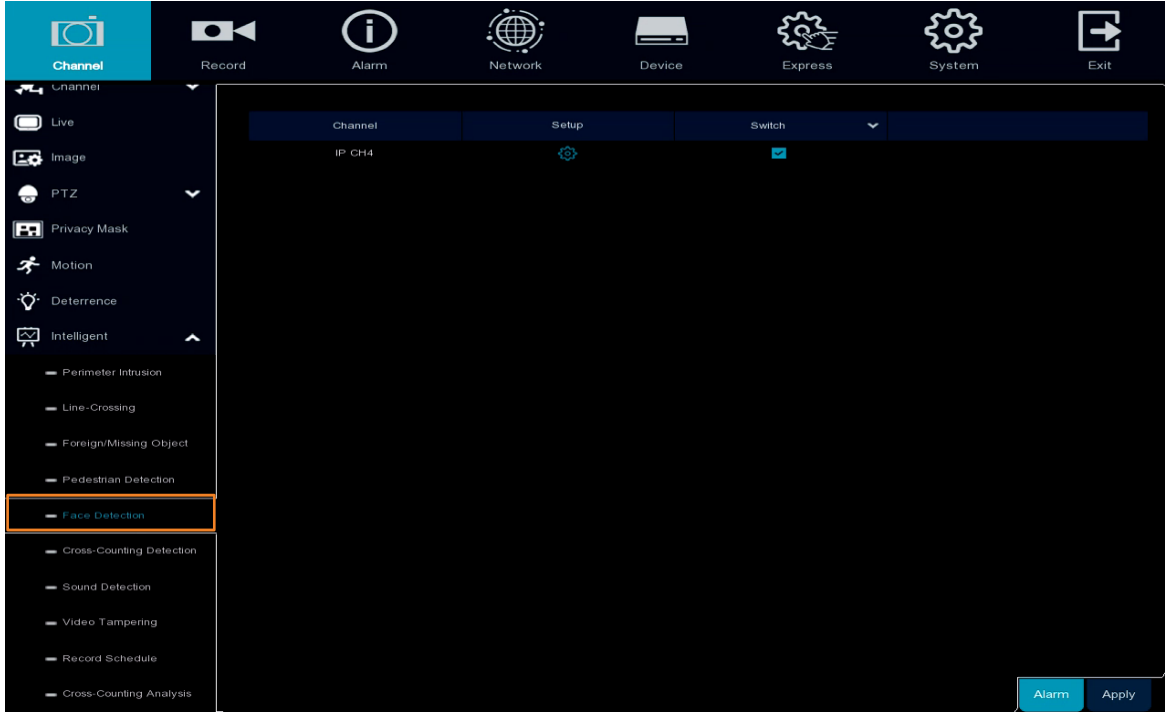 Channel
Record
Alarm
Network
Device
Express
System
Exit
Channel
Live
Image
PTZ
Privacy Mask
Motion
Deterrence
Intelligent
Perimeter Intrusion
Line-Crossing
Foreign/Missing Object
Pedestrian Detection
Face Detection
Cross-Counting Detection
Sound Detection
Video Tampering
Record Schedule
Cross-Counting Analysis
Channel Setup Switch
IP CH4
Alarm Apply